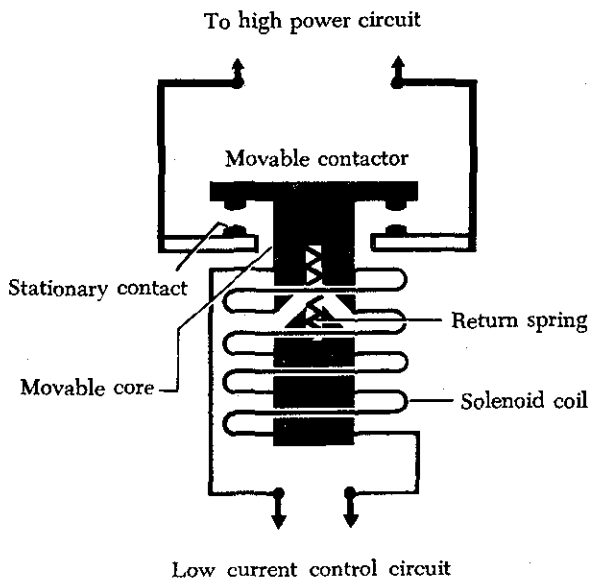 To high power circuit
Movable contactor
Stationary contact
Return spring
Movable core
Solenoid coil
Low current control circuit